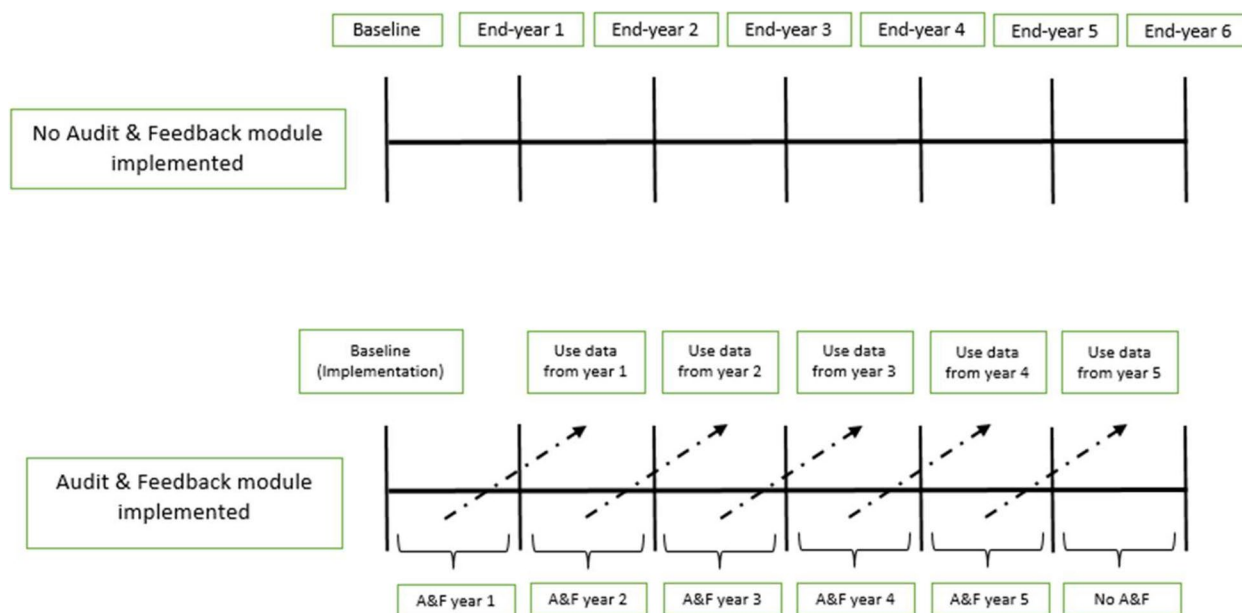 Baseline
End-year 1
End-year 2
End-year 3
End-year 4
End-year 5
End-year 6
No Audit & Feedback module
implemented
Baseline
(Implementation)
Use data
from year 1
Use data
from year 2
Use data
from year 3
Use data
from year 4
Use data
from year 5
Audit & Feedback module
implemented
A&F year 1
A&F year 2
A&F year 3
A&F year 4
A&F year 5
No A&F